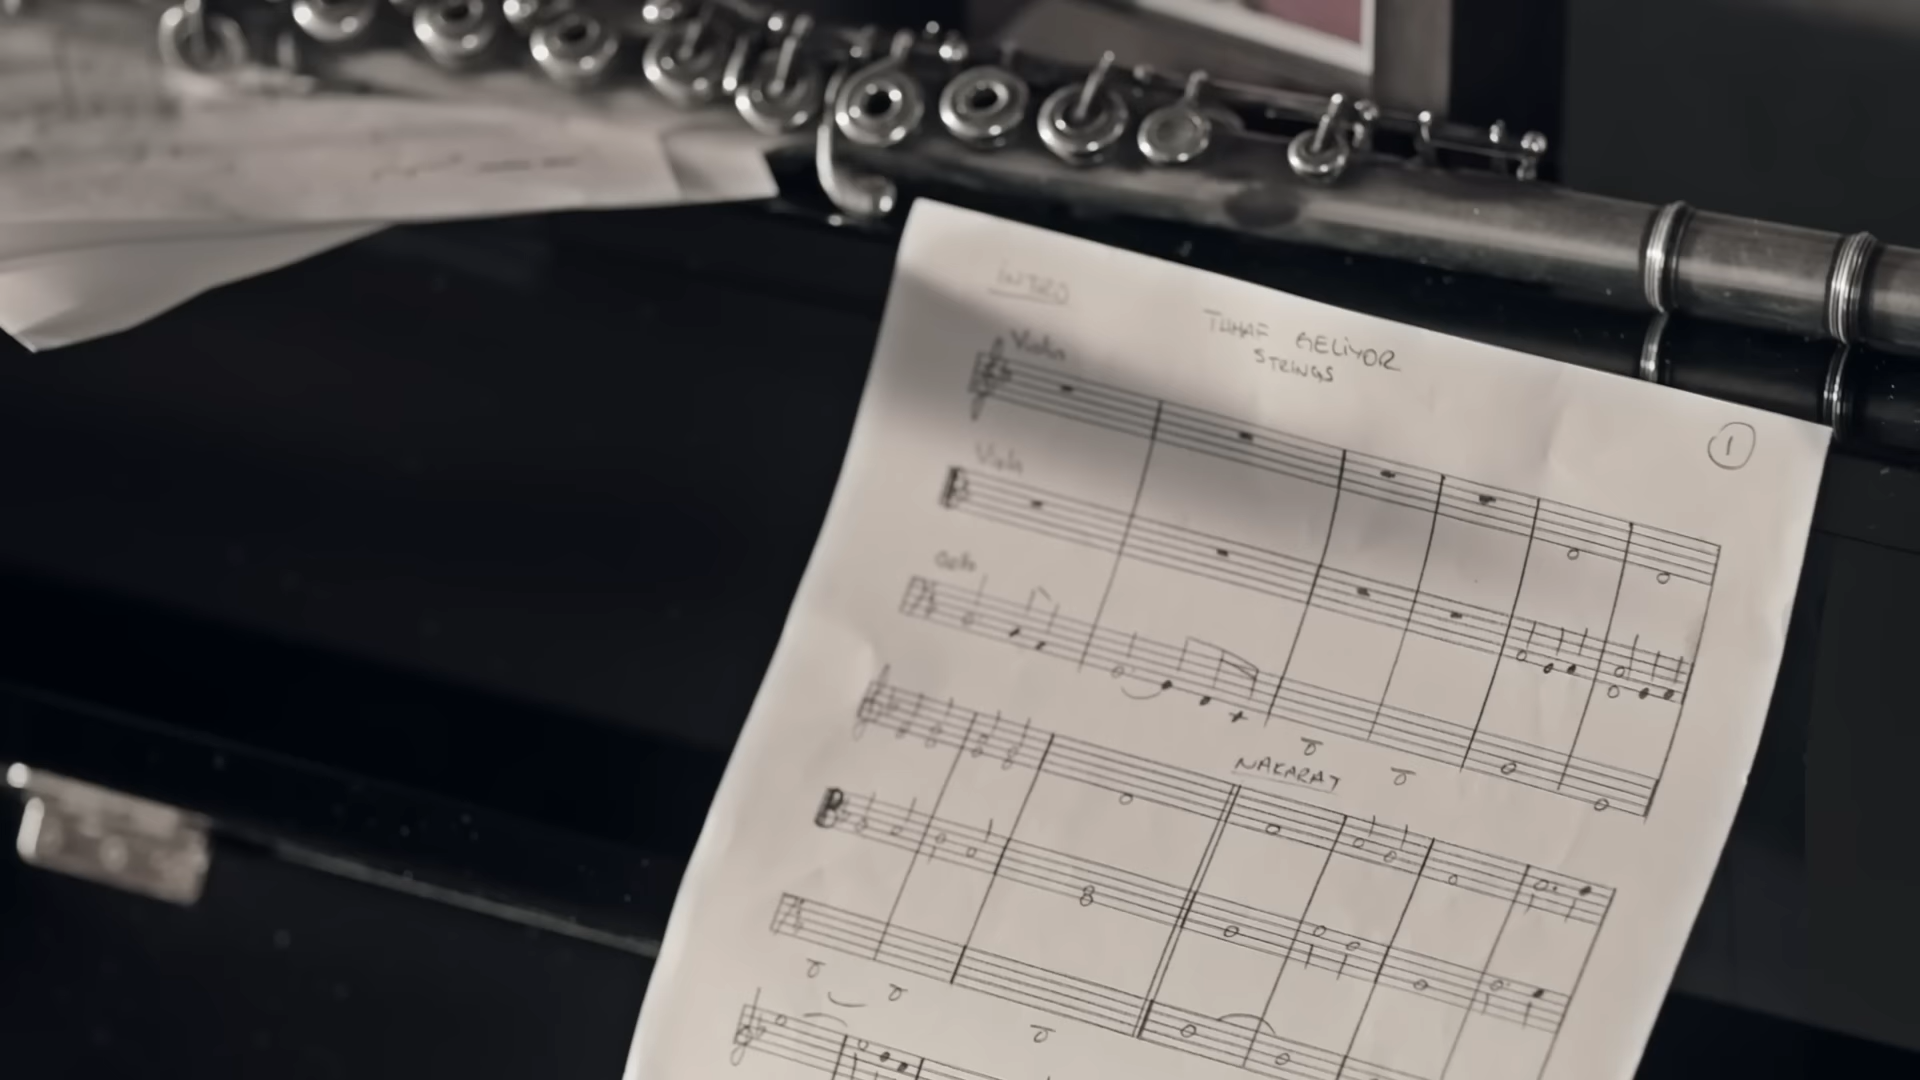 INTRO
TUHAF GELİYOR
STRINGS
1
Violin
Viola
Cello
NAKARAT